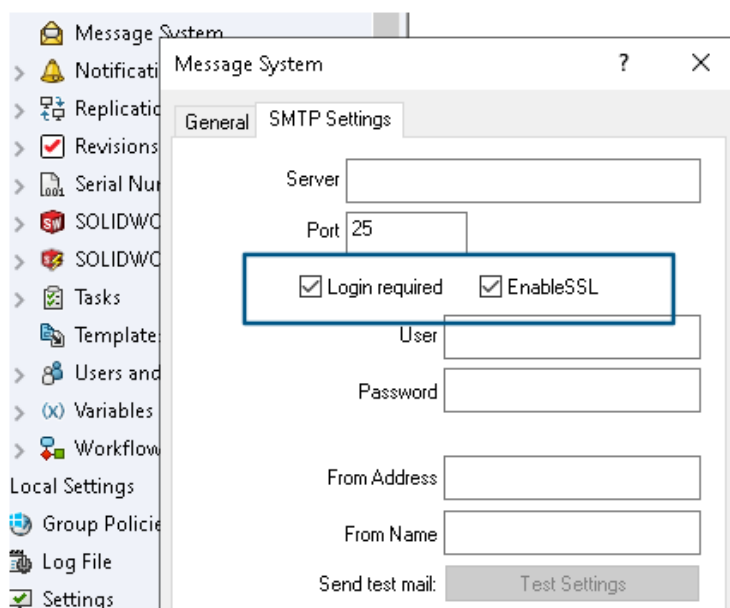 Message System
Notificati
Replicatio
Revisions
Serial Nur
SOLIDWO
SOLIDWO
Tasks
Template
Users and
(x) Variables
Workflow
Local Settings
Group Policie
Log File
Settings
Message System ?
General SMTP Settings
Server
Port 25
Login required EnableSSL
User
Password
From Address
From Name
Send test mail: Test Settings